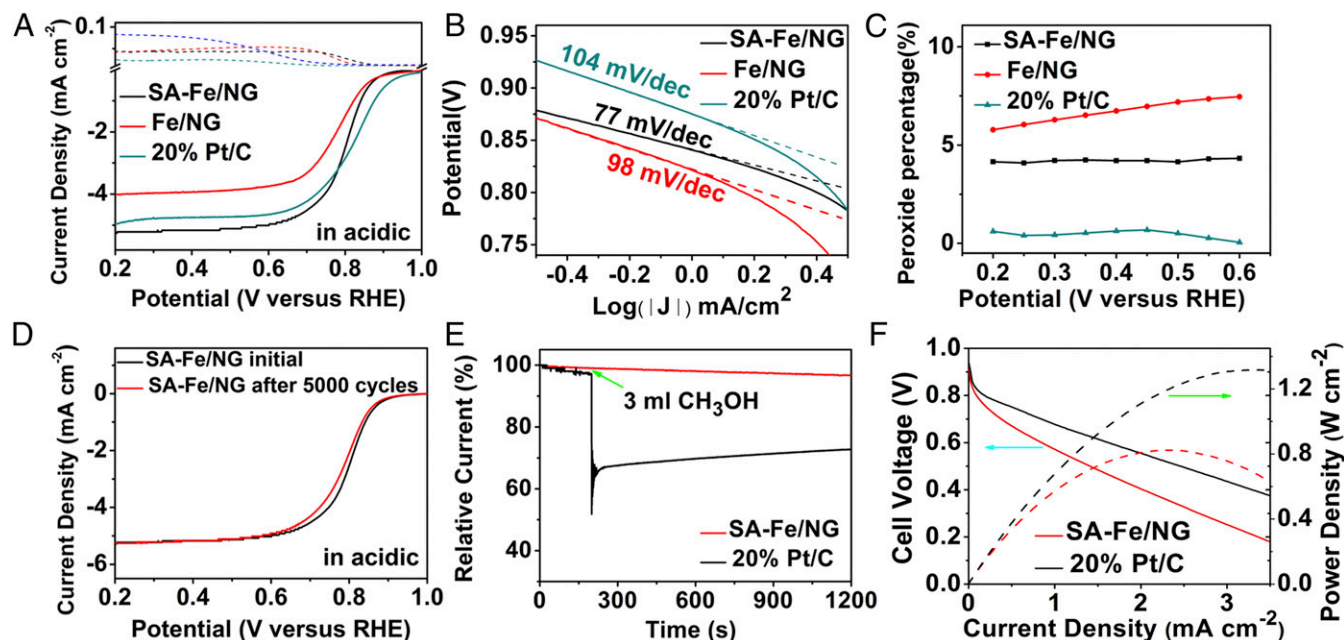 A
0.1
-2
-4
0.2
0.4
0.6
0.8
1.0
SA-Fe/NG
Fe/NG
20% Pt/C
in acidic
Current Density (mA cm⁻²)
Potential (V versus RHE)
B
0.95
0.90
0.85
0.80
0.75
-0.4
0.0
0.4
SA-Fe/NG
Fe/NG
20% Pt/C
104 mV/dec
77 mV/dec
98 mV/dec
Potential(V)
Log(|J|) mA/cm²
C
10
5
0
0.2
0.3
0.4
0.5
0.6
SA-Fe/NG
Fe/NG
20% Pt/C
Peroxide percentage(%)
Potential (V versus RHE)
D
0
-2
-4
-6
0.2
0.4
0.6
0.8
1.0
SA-Fe/NG initial
SA-Fe/NG after 5000 cycles
in acidic
Current Density (mA cm⁻²)
Potential (V versus RHE)
E
100
80
60
40
0
300
600
900
1200
3 ml CH₃OH
SA-Fe/NG
20% Pt/C
Relative Current (%)
Time (s)
F
1.0
0.8
0.6
0.4
0.2
0.0
0
1
2
3
1.2
0.8
0.4
0.0
SA-Fe/NG
20% Pt/C
Cell Voltage (V)
Power Density (W cm⁻²)
Current Density (mA cm⁻²)